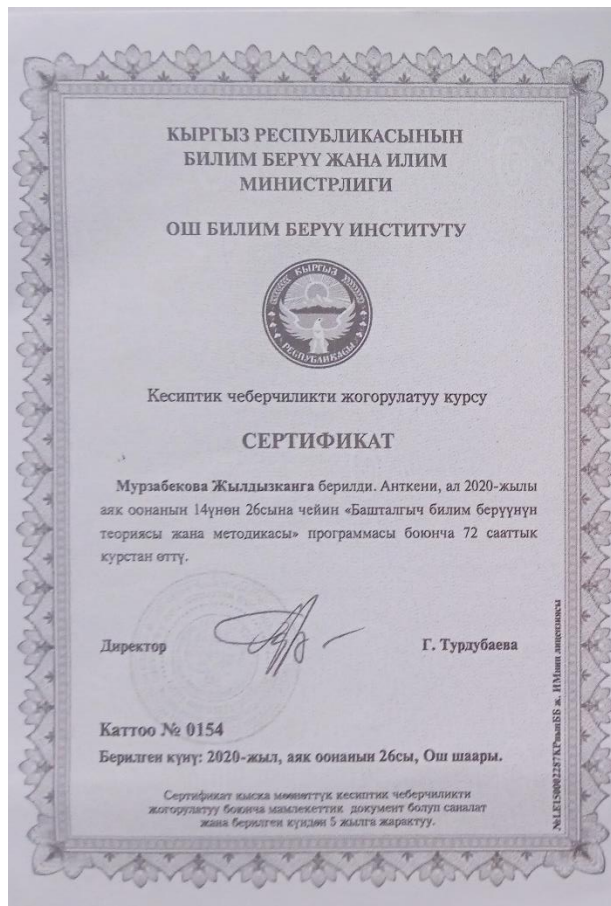 КЫРГЫЗ РЕСПУБЛИКАСЫНЫН
БИЛИМ БЕРҮҮ ЖАНА ИЛИМ
МИНИСТРЛИГИ
ОШ БИЛИМ БЕРҮҮ ИНСТИТУТУ
КЫРГЫЗ
РЕСПУБЛИКАСЫ
Кесиптик чеберчиликти жогорулатуу курсу
СЕРТИФИКАТ
Мурзабекова Жылдызканга берилди. Анткени, ал 2020-жылы
аяк оонанын 14үнөн 26сына чейин «Башталгыч билим берүүнүн
теориясы жана методикасы» программасы боюнча 72 сааттык
курстан өттү.
Директор
Г. Турдубаева
Каттоо № 0154
Берилген күнү: 2020-жыл, аяк оонанын 26сы, Ош шаары.
Сертификат кыска мөөнөттүк кесиптик чеберчиликти
жогорулатуу боюнча мамлекеттик документ болуп саналат
жана берилген күндөн 5 жылга жарактуу.
№LE150002287КРнынББ ж. ИМнин лицензиясы